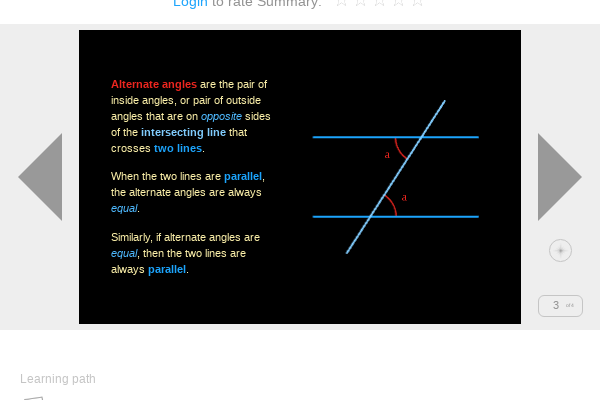 Login to rate Summary:
Alternate angles are the pair of
inside angles, or pair of outside
angles that are on opposite sides
of the intersecting line that
crosses two lines.
When the two lines are parallel,
the alternate angles are always
equal.
Similarly, if alternate angles are
equal, then the two lines are
always parallel.
a
a
3
Learning path